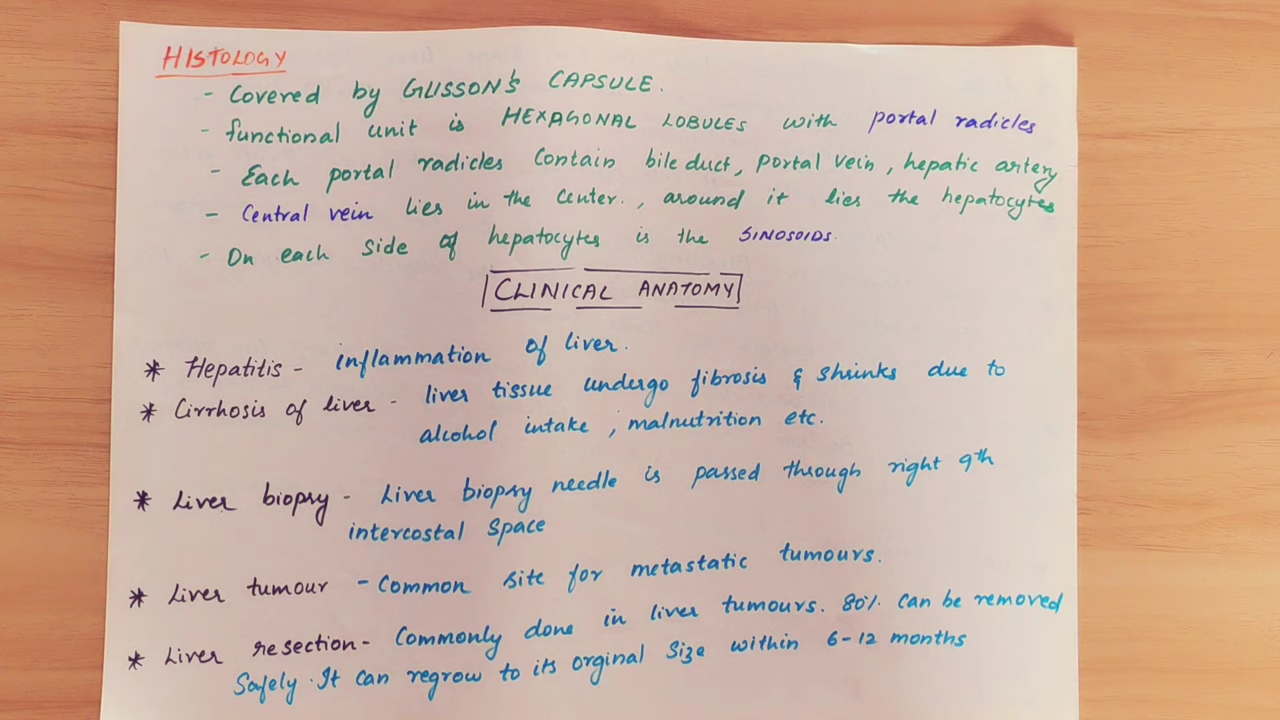 HISTOLOGY
- Covered by GLISSON'S CAPSULE.
- functional unit is HEXAGONAL LOBULES with portal radicles
- Each portal radicles contain bile duct, portal vein, hepatic artery.
- Central vein lies in the center., around it lies the hepatocytes
- On each side of hepatocytes is the SINOSOIDS.
CLINICAL ANATOMY
* Hepatitis - inflammation of liver.
* Cirrhosis of liver - liver tissue undergo fibrosis & shrinks due to
alcohol intake, malnutrition etc.
* Liver biopsy - Liver biopsy needle is passed through right 9th
intercostal space
* Liver tumour - Common site for metastatic tumours.
* Liver resection - Commonly done in liver tumours. 80% can be removed
Safely. It can regrow to its orginal size within 6-12 months